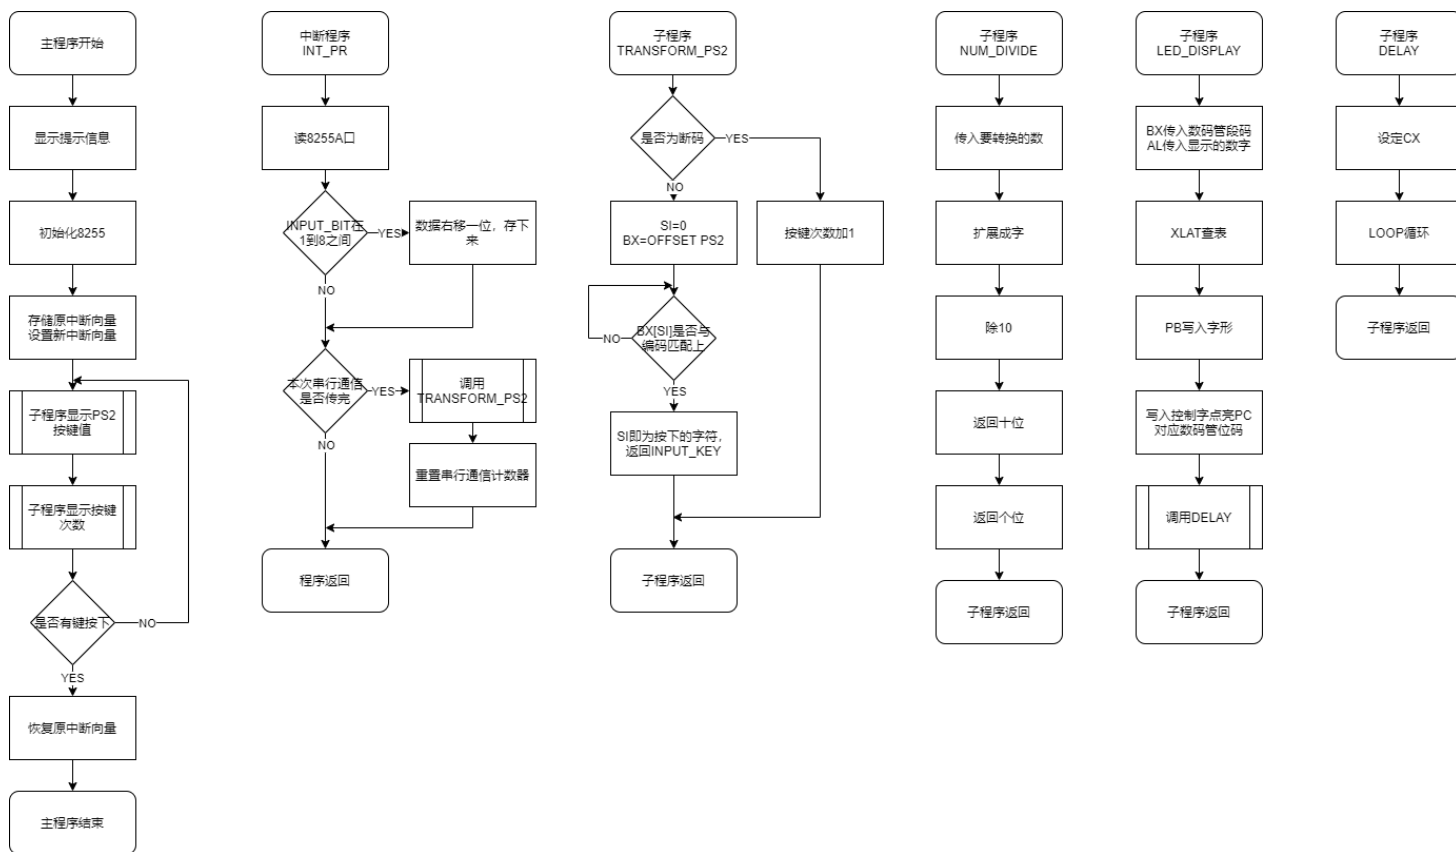 主程序开始
显示提示信息
初始化8255
存储原中断向量
设置新中断向量
子程序显示PS2
按键值
子程序显示按键
次数
是否有键按下
NO
YES
恢复原中断向量
主程序结束
中断程序
INT_PR
读8255A口
INPUT_BIT在
1到8之间
YES
数据右移一位，存下
来
NO
本次串行通信
是否传完
YES
调用
TRANSFORM_PS2
NO
重置串行通信计数器
程序返回
子程序
TRANSFORM_PS2
是否为断码
YES
NO
SI=0
BX=OFFSET PS2
按键次数加1
BX[SI]是否与
编码匹配上
NO
YES
SI即为按下的字符，
返回INPUT_KEY
子程序返回
子程序
NUM_DIVIDE
传入要转换的数
扩展成字
除10
返回十位
返回个位
子程序返回
子程序
LED_DISPLAY
BX传入数码管段码
AL传入显示的数字
XLAT查表
PB写入字形
写入控制字点亮PC
对应数码管位码
调用DELAY
子程序返回
子程序
DELAY
设定CX
LOOP循环
子程序返回